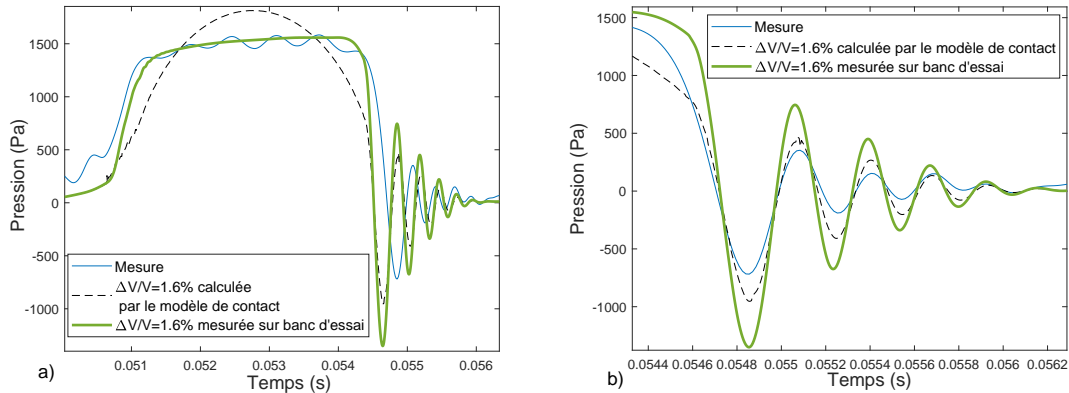 1500
1000
500
0
-500
-1000
Pression (Pa)
Mesure
ΔV/V=1.6% calculée
par le modèle de contact
ΔV/V=1.6% mesurée sur banc d'essai
0.051
0.052
0.053
0.054
0.055
0.056
Temps (s)
a)
1500
1000
500
0
-500
-1000
Pression (Pa)
Mesure
ΔV/V=1.6% calculée par le modèle de contact
ΔV/V=1.6% mesurée sur banc d'essai
0.0544
0.0546
0.0548
0.055
0.0552
0.0554
0.0556
0.0558
0.056
0.0562
Temps (s)
b)